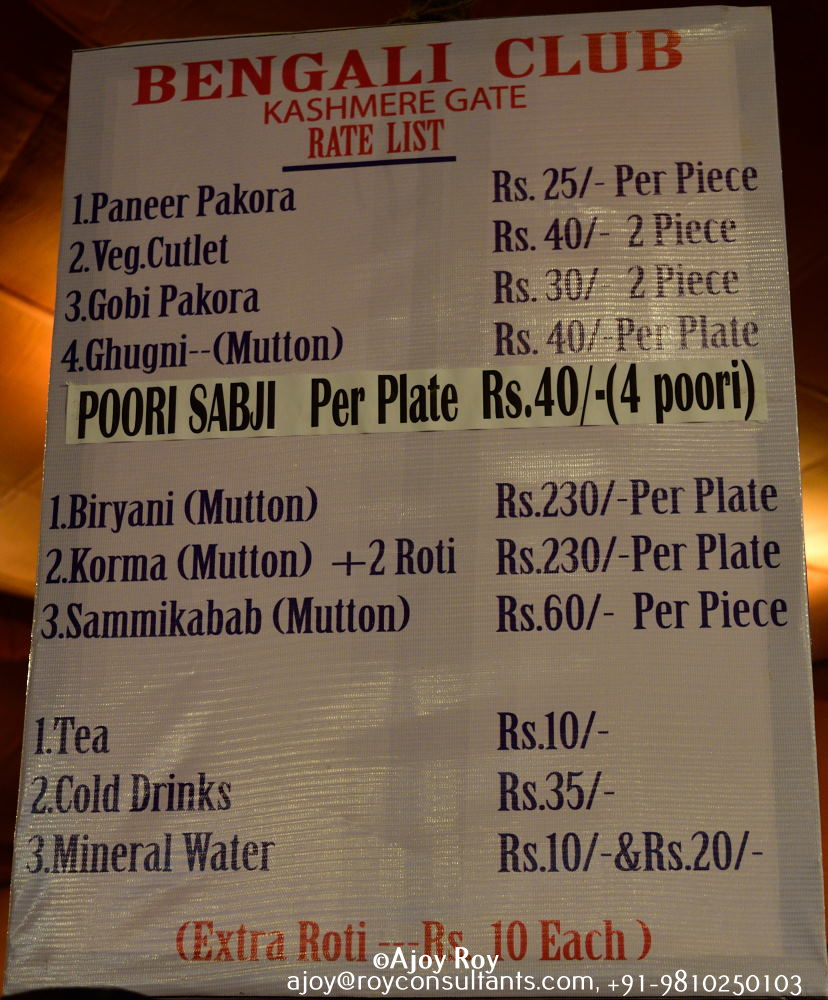 BENGALI CLUB
KASHMERE GATE
RATE LIST
1.Paneer Pakora Rs. 25/- Per Piece
2.Veg.Cutlet Rs. 40/- 2 Piece
3.Gobi Pakora Rs. 30/- 2 Piece
4.Ghugni--(Mutton) Rs. 40/-Per Plate
POORI SABJI Per Plate Rs.40/-(4 poori)
1.Biryani (Mutton) Rs.230/-Per Plate
2.Korma (Mutton) +2 Roti Rs.230/-Per Plate
3.Sammikabab (Mutton) Rs.60/- Per Piece
1.Tea Rs.10/-
2.Cold Drinks Rs.35/-
3.Mineral Water Rs.10/-&Rs.20/-
(Extra Roti ---Rs. 10 Each )
©Ajoy Roy
ajoy@royconsultants.com, +91-9810250103